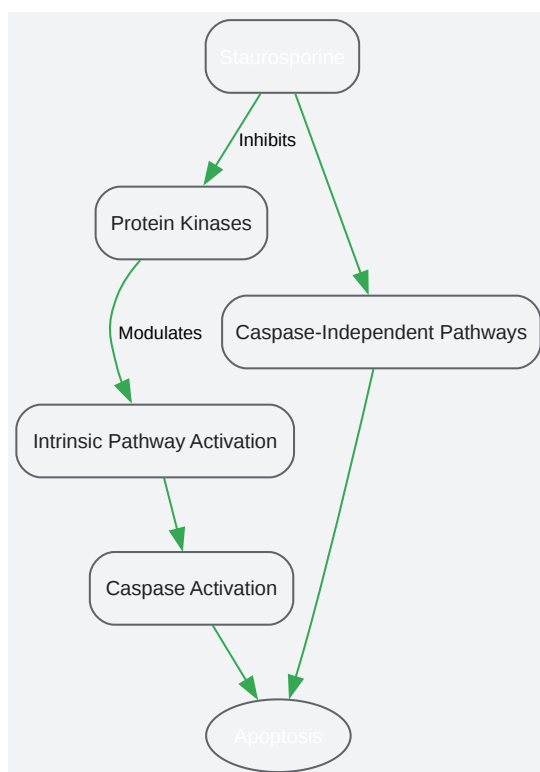 Staurosporine
Inhibits
Protein Kinases
Caspase-Independent Pathways
Modulates
Intrinsic Pathway Activation
Caspase Activation
Apoptosis